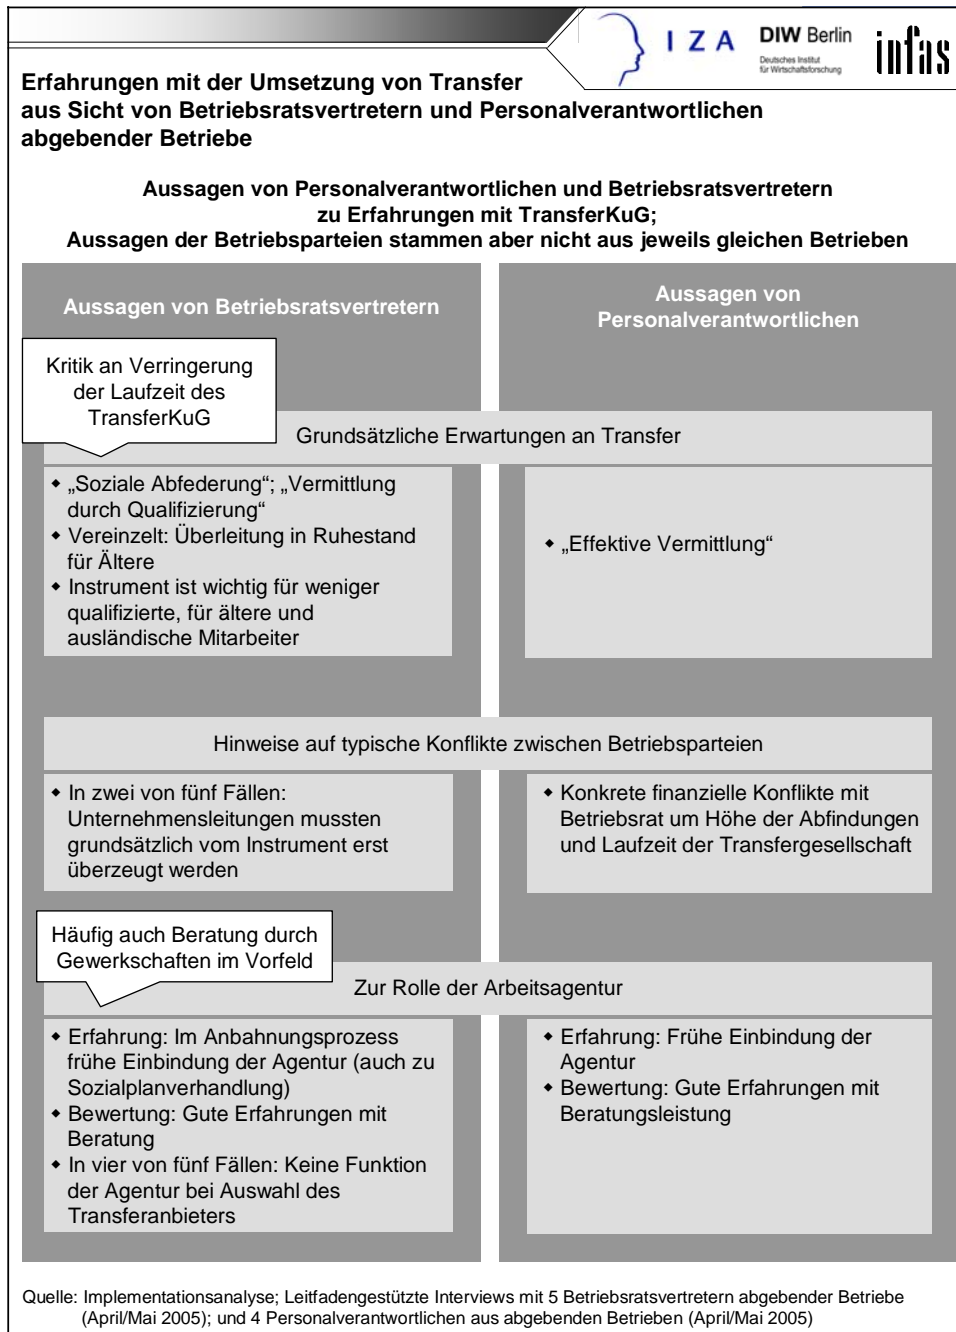 IZA
DIW Berlin
Deutsches Institut
für Wirtschaftsforschung
infas
Erfahrungen mit der Umsetzung von Transfer
aus Sicht von Betriebsratsvertretern und Personalverantwortlichen
abgebender Betriebe
Aussagen von Personalverantwortlichen und Betriebsratsvertretern
zu Erfahrungen mit TransferKuG;
Aussagen der Betriebsparteien stammen aber nicht aus jeweils gleichen Betrieben
Aussagen von Betriebsratsvertretern
Aussagen von
Personalverantwortlichen
Kritik an Verringerung
der Laufzeit des
TransferKuG
Grundsätzliche Erwartungen an Transfer
◆ „Soziale Abfederung“; „Vermittlung
durch Qualifizierung“
◆ Vereinzelt: Überleitung in Ruhestand
für Ältere
◆ Instrument ist wichtig für weniger
qualifizierte, für ältere und
ausländische Mitarbeiter
◆ „Effektive Vermittlung“
Hinweise auf typische Konflikte zwischen Betriebsparteien
◆ In zwei von fünf Fällen:
Unternehmensleitungen mussten
grundsätzlich vom Instrument erst
überzeugt werden
◆ Konkrete finanzielle Konflikte mit
Betriebsrat um Höhe der Abfindungen
und Laufzeit der Transfergesellschaft
Häufig auch Beratung durch
Gewerkschaften im Vorfeld
Zur Rolle der Arbeitsagentur
◆ Erfahrung: Im Anbahnungsprozess
frühe Einbindung der Agentur (auch zu
Sozialplanverhandlung)
◆ Bewertung: Gute Erfahrungen mit
Beratung
◆ In vier von fünf Fällen: Keine Funktion
der Agentur bei Auswahl des
Transferanbieters
◆ Erfahrung: Frühe Einbindung der
Agentur
◆ Bewertung: Gute Erfahrungen mit
Beratungsleistung
Quelle: Implementationsanalyse; Leitfadengestützte Interviews mit 5 Betriebsratsvertretern abgebender Betriebe
(April/Mai 2005); und 4 Personalverantwortlichen aus abgebenden Betrieben (April/Mai 2005)